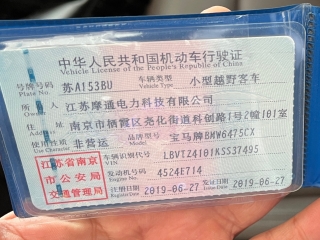 中华人民共和国机动车行驶证
Vehicle License of the People's Republic of China
号牌号码 苏A153BU 车辆类型 小型越野客车
Plate No. Vehicle Type
所有人 江苏摩通电力科技有限公司
Owner
住址 南京市栖霞区尧化街道科创路1号2幢101室
Address
使用性质 非营运 品牌型号 宝马牌BMW6475CX
Use Character Model
江苏省南京市公安局交通管理局
车辆识别代号 LBVTZ4101KSS37495
VIN
发动机号码 4524E714
Engine No.
注册日期 2019-06-27 发证日期 2019-06-27
Register Date Issue Date